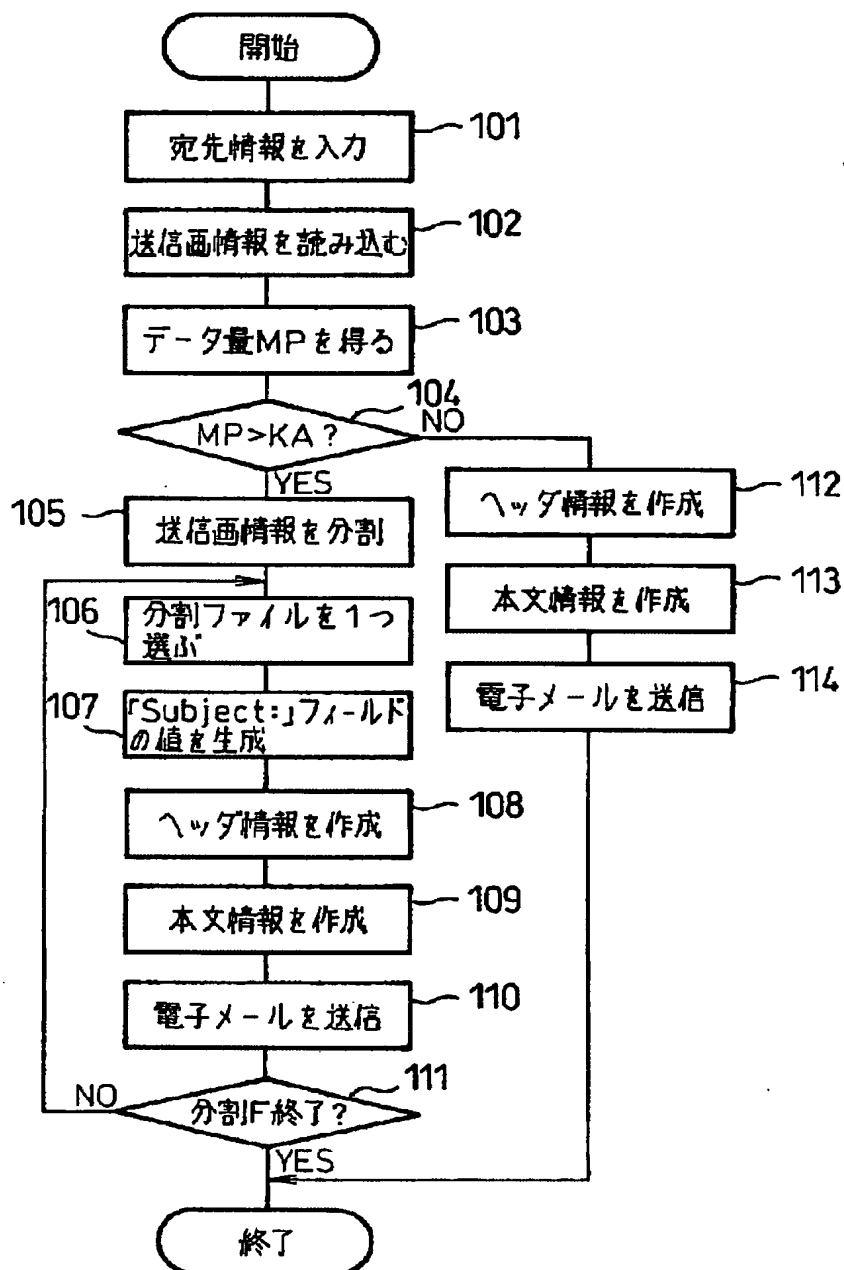 開始
宛先情報を入力
101
送信画情報を読み込む
102
データ量MPを得る
103
104
MP>KA?
NO
YES
105
送信画情報を分割
106
分割ファイルを1つ
選ぶ
107
「Subject:」フィールド
の値を生成
ヘッダ情報を作成
108
本文情報を作成
109
電子メールを送信
110
111
分割F終了?
NO
YES
ヘッダ情報を作成
112
本文情報を作成
113
電子メールを送信
114
終了